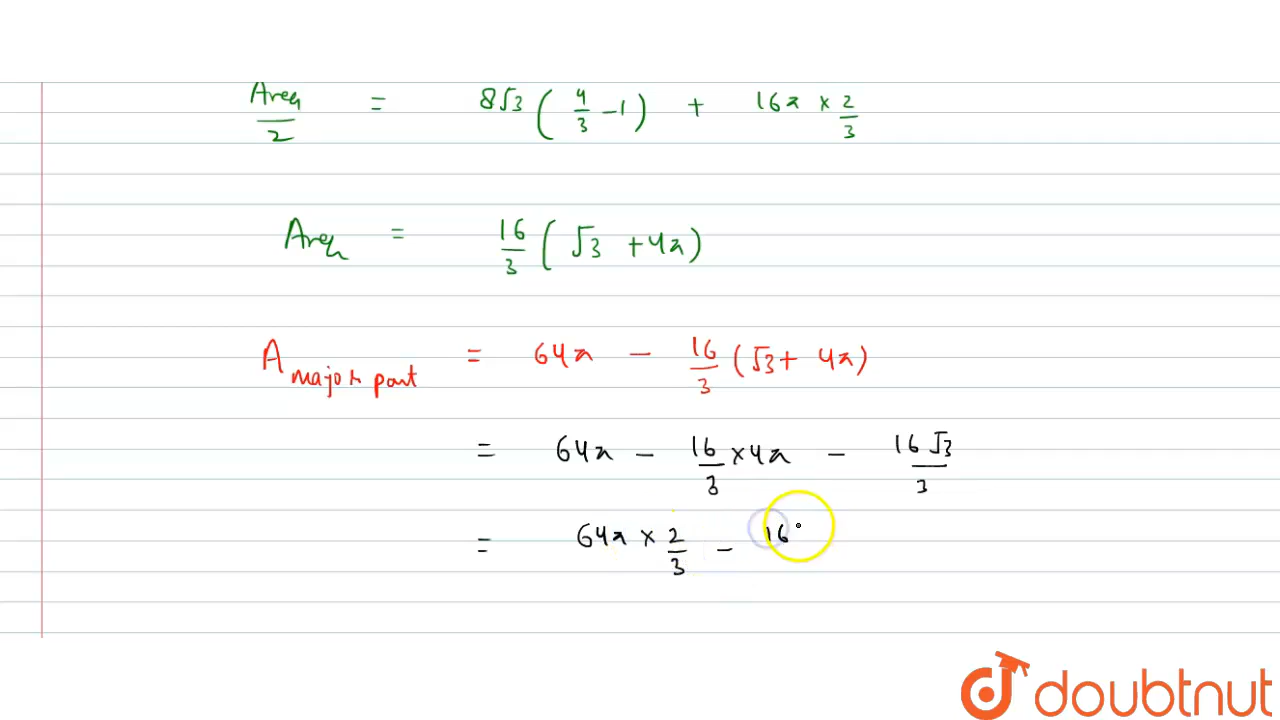 Area/2 = 8√3 (4/3 - 1) + 16π × 2/3
Area = 16/3 (√3 + 4π)
A major part = 64π - 16/3 (√3 + 4π)
= 64π - 16/3 × 4π - 16√3/3
= 64π × 2/3 - 16
doubtnut